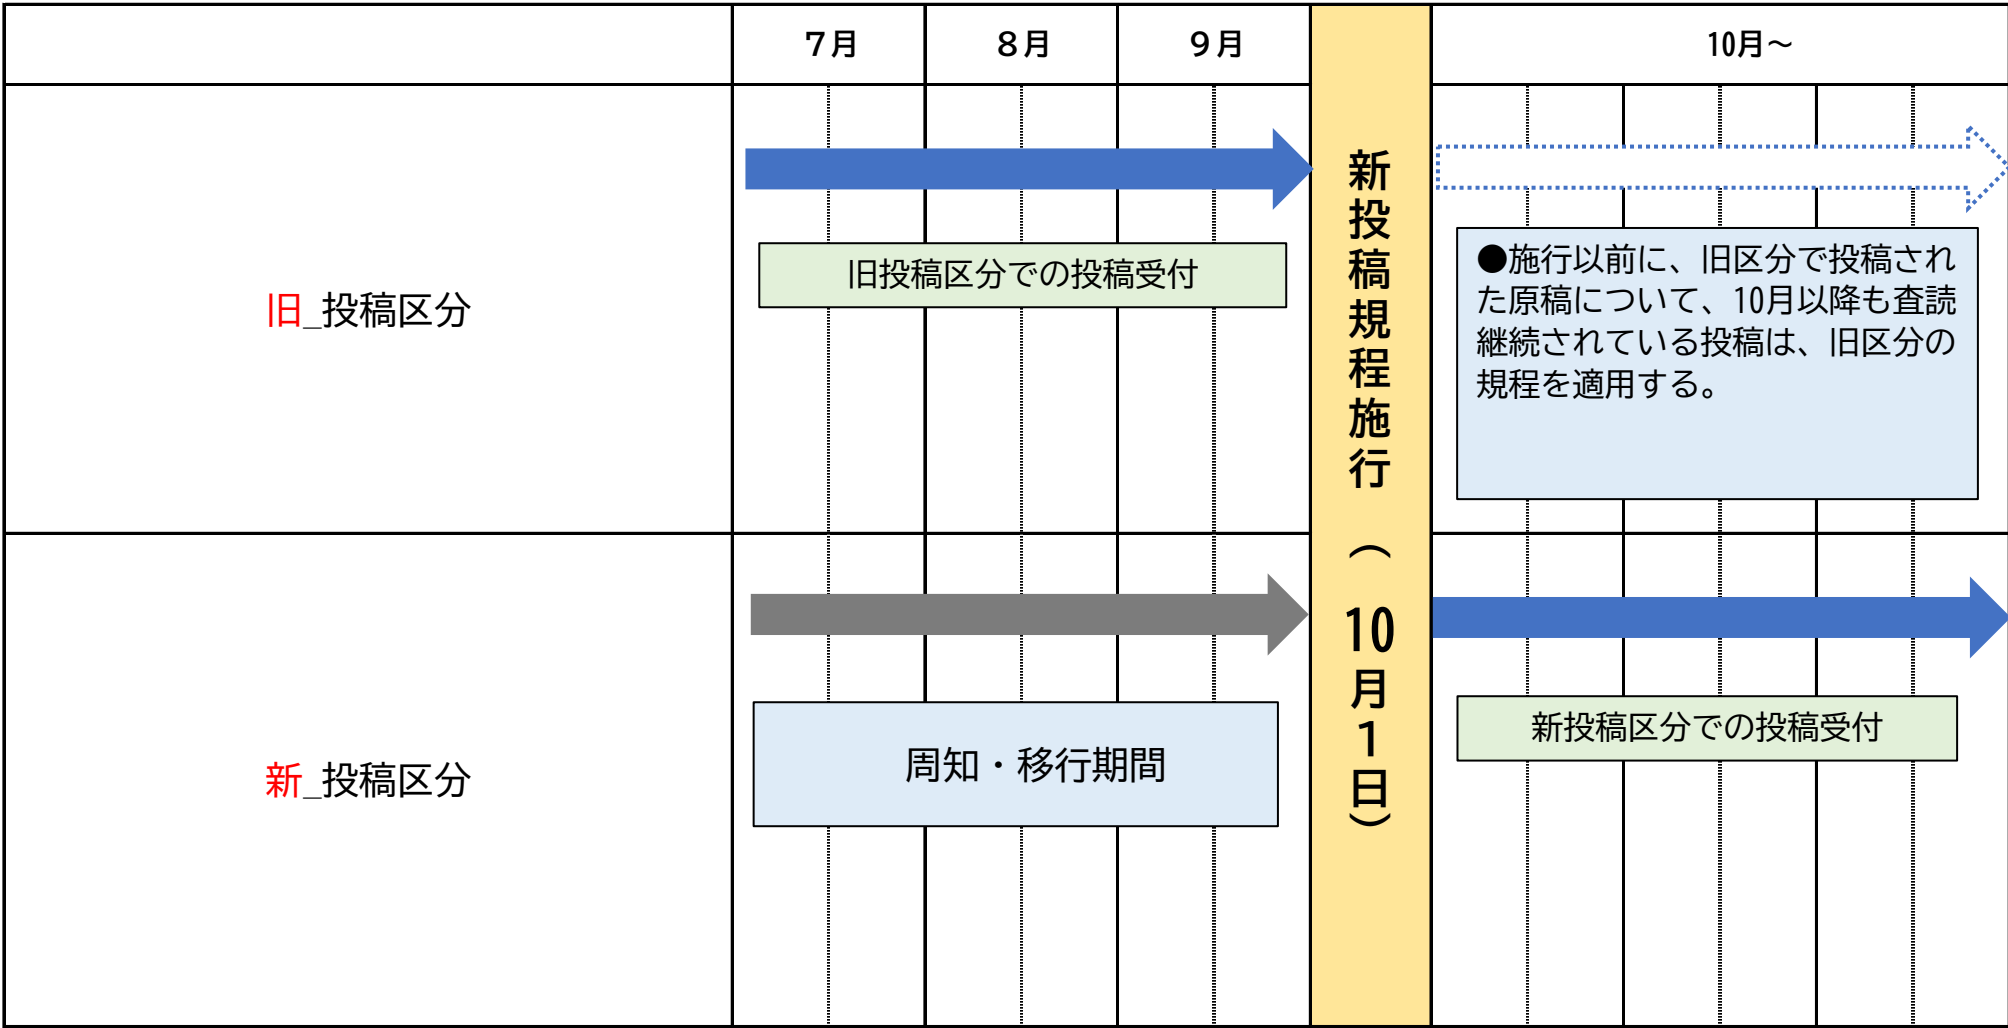 ７月
８月
９月
10月～
新投稿規程施行（10月１日）
旧_投稿区分
旧投稿区分での投稿受付
●施行以前に、旧区分で投稿され
た原稿について、10月以降も査読
継続されている投稿は、旧区分の
規程を適用する。
新_投稿区分
周知・移行期間
新投稿区分での投稿受付